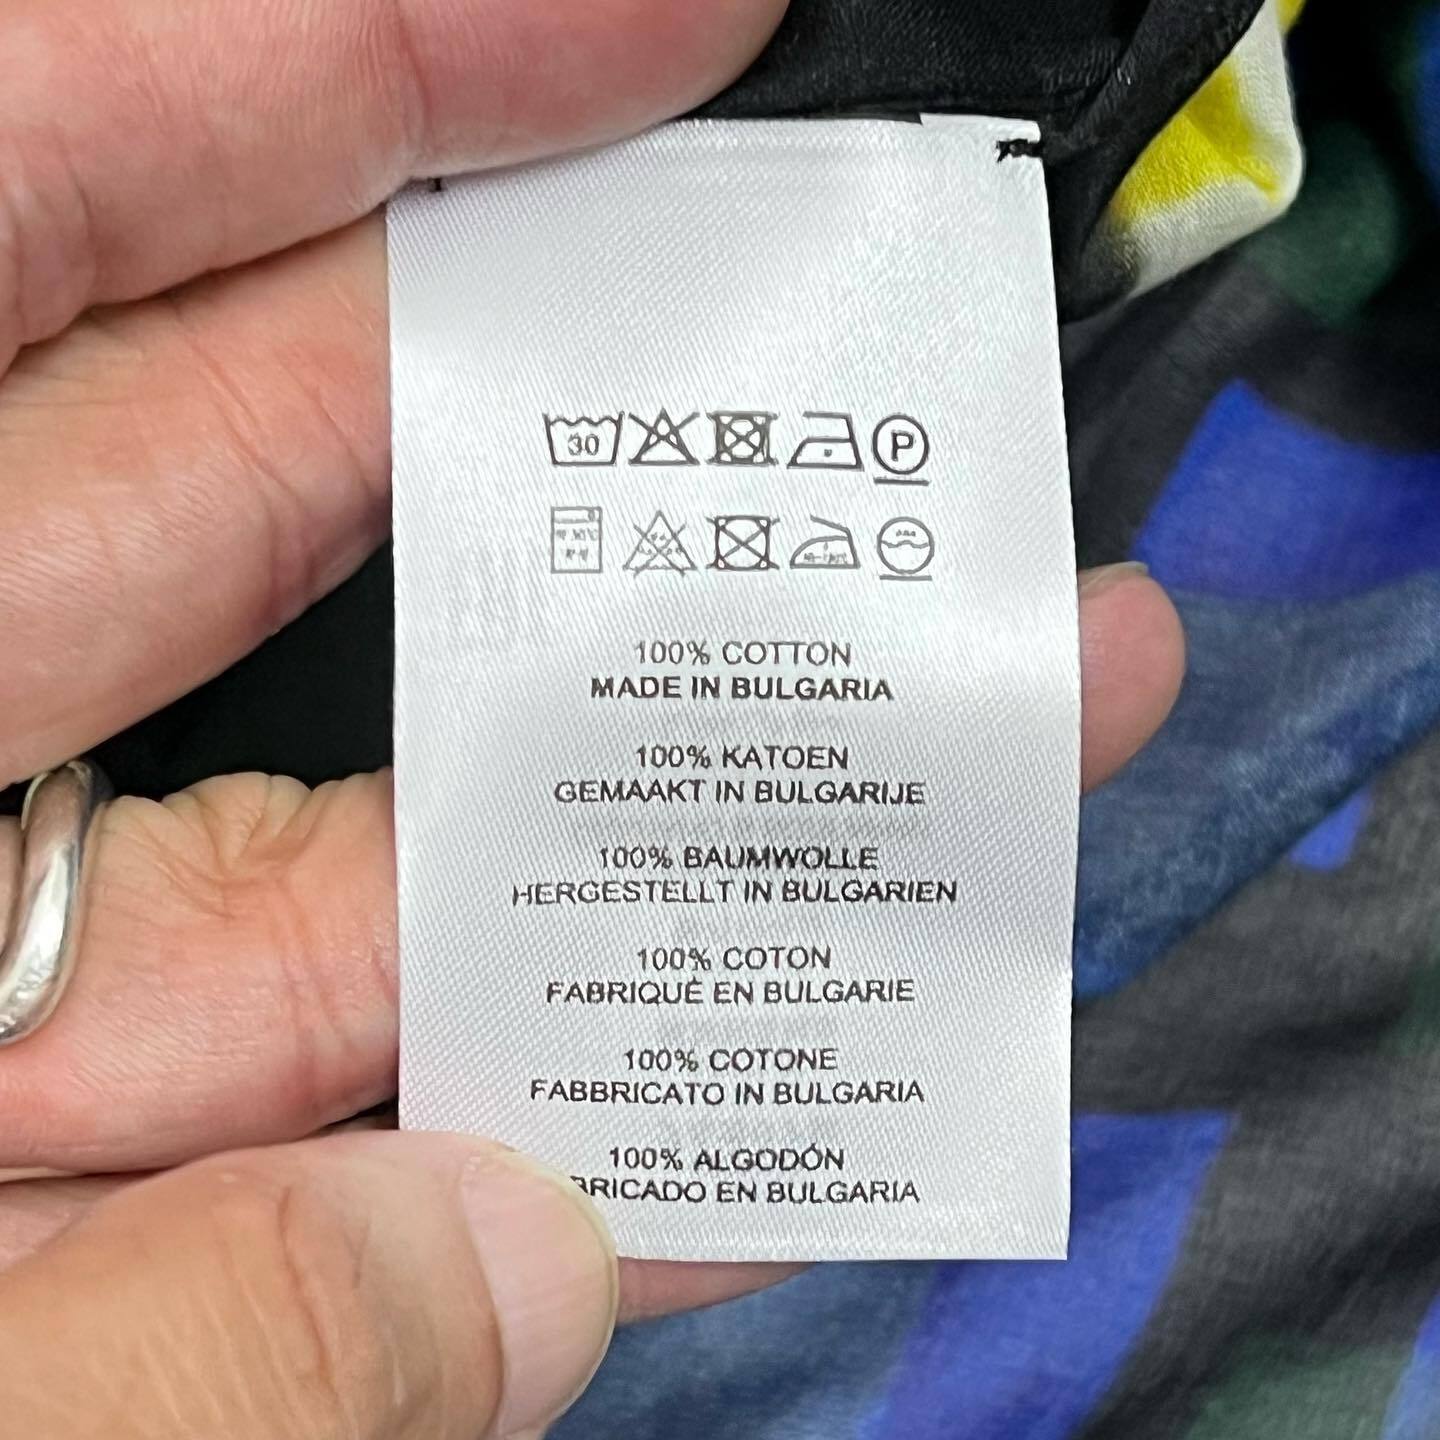 30 P
100% COTTON
MADE IN BULGARIA
100% KATOEN
GEMAAKT IN BULGARIJE
100% BAUMWOLLE
HERGESTELLT IN BULGARIEN
100% COTON
FABRIQUÉ EN BULGARIE
100% COTONE
FABBRICATO IN BULGARIA
100% ALGODÓN
EN BULGARIA